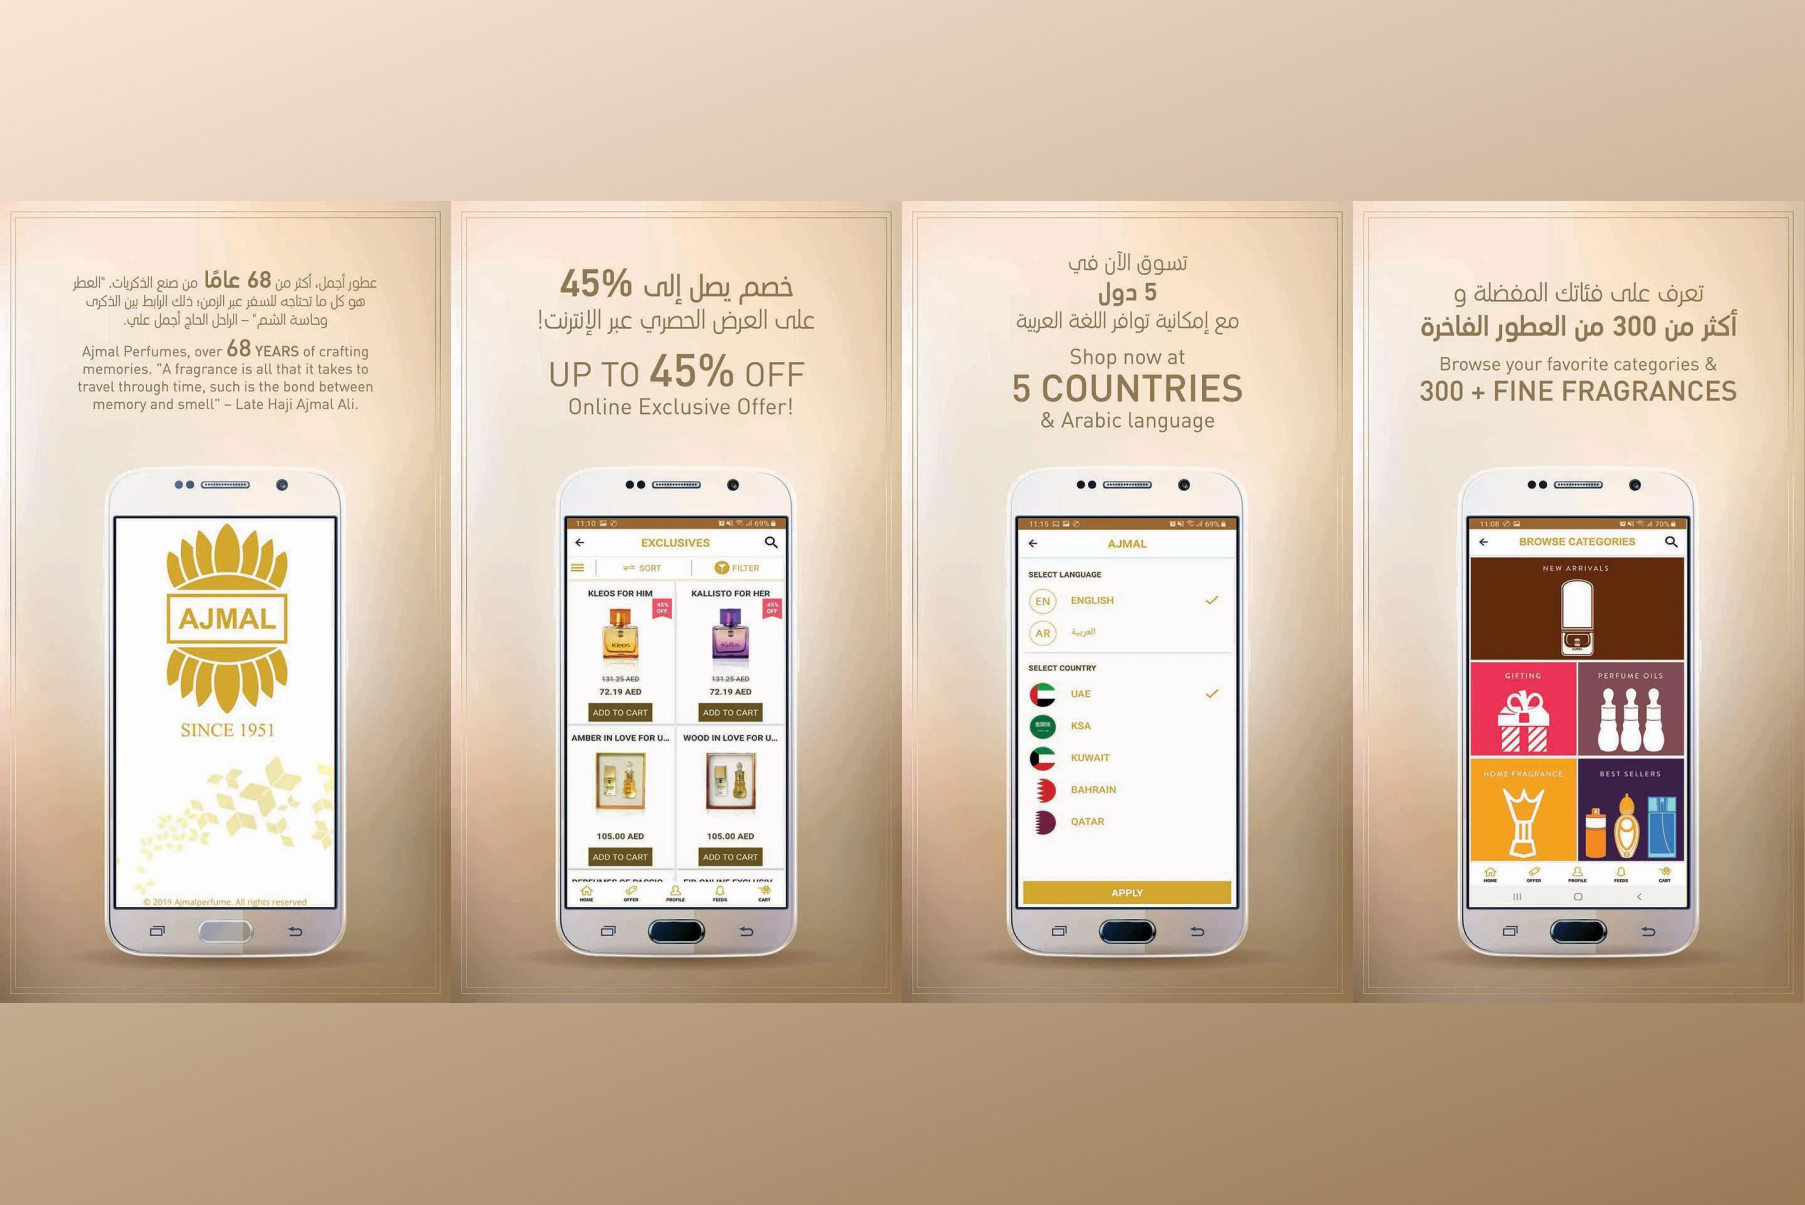 عطور أجمل، أكثر من 68 عامًا من صنع الذكريات. "العطر
هو كل ما تحتاجه للسفر عبر الزمن؛ ذلك الرابط بين الذكرى
وحاسة الشم" – الراحل الحاج أجمل علي.
Ajmal Perfumes, over 68 YEARS of crafting
memories. "A fragrance is all that it takes to
travel through time, such is the bond between
memory and smell" – Late Haji Ajmal Ali.
AJMAL
SINCE 1951
© 2019 Ajmalperfume. All rights reserved
خصم يصل إلى 45%
على العرض الحصري عبر الإنترنت!
UP TO 45% OFF
Online Exclusive Offer!
11:10 69%
EXCLUSIVES
SORT FILTER
KLEOS FOR HIM KALLISTO FOR HER
45% OFF 45% OFF
Kleos
131.25 AED 131.25 AED
72.19 AED 72.19 AED
ADD TO CART ADD TO CART
AMBER IN LOVE FOR U... WOOD IN LOVE FOR U...
105.00 AED 105.00 AED
ADD TO CART ADD TO CART
HOME OFFER PROFILE FEEDS CART
تسوق الآن في
5 دول
مع إمكانية توافر اللغة العربية
Shop now at
5 COUNTRIES
& Arabic language
11:15 69%
AJMAL
SELECT LANGUAGE
EN ENGLISH
AR العربية
SELECT COUNTRY
UAE
KSA
KUWAIT
BAHRAIN
QATAR
APPLY
تعرف على فئاتك المفضلة و
أكثر من 300 من العطور الفاخرة
Browse your favorite categories &
300 + FINE FRAGRANCES
11:08 70%
BROWSE CATEGORIES
NEW ARRIVALS
GIFTING PERFUME OILS
HOME FRAGRANCE BEST SELLERS
HOME OFFER PROFILE FEEDS CART